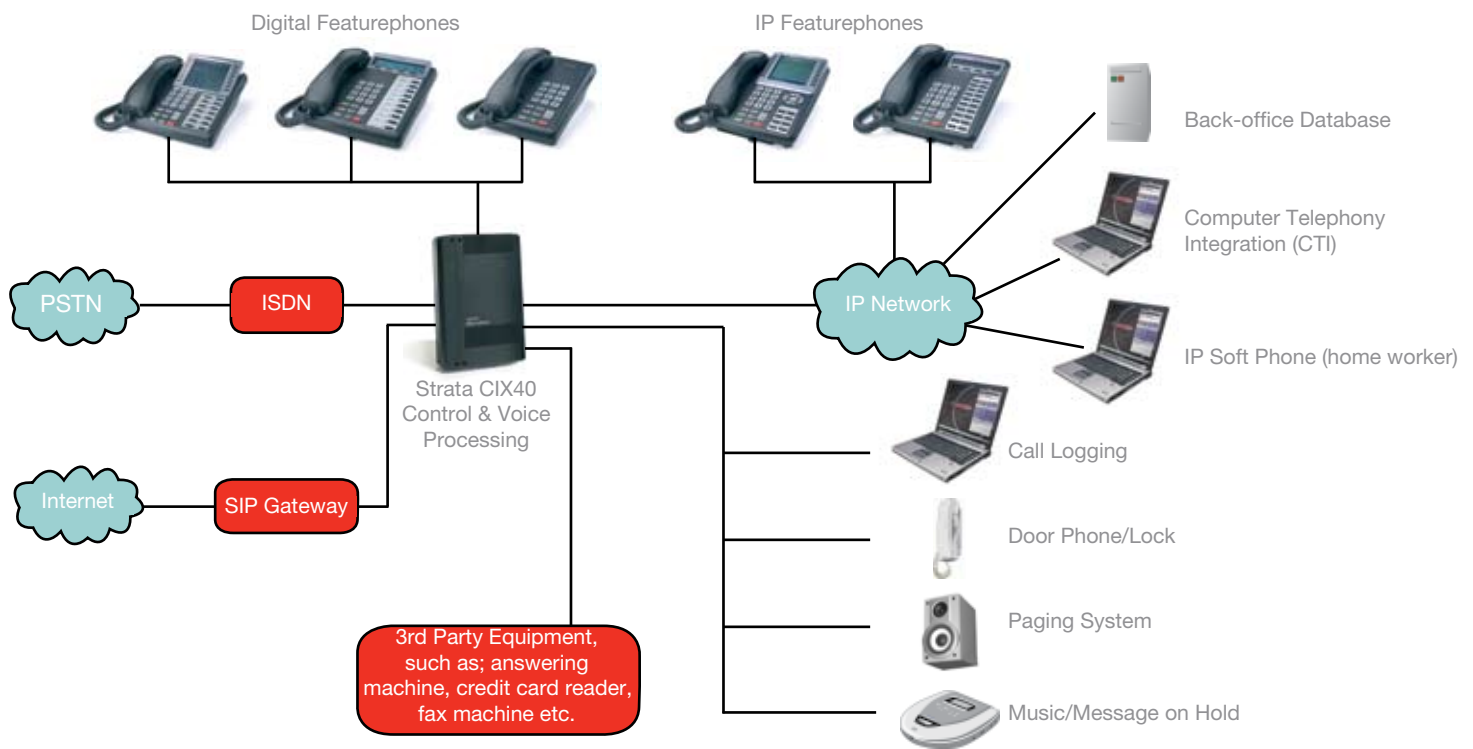 Digital Featurephones
IP Featurephones
Back-office Database
Computer Telephony
Integration (CTI)
PSTN
ISDN
IP Network
IP Soft Phone (home worker)
Strata CIX40
Control & Voice
Processing
Call Logging
Internet
SIP Gateway
Door Phone/Lock
3rd Party Equipment,
such as; answering
machine, credit card reader,
fax machine etc.
Paging System
Music/Message on Hold